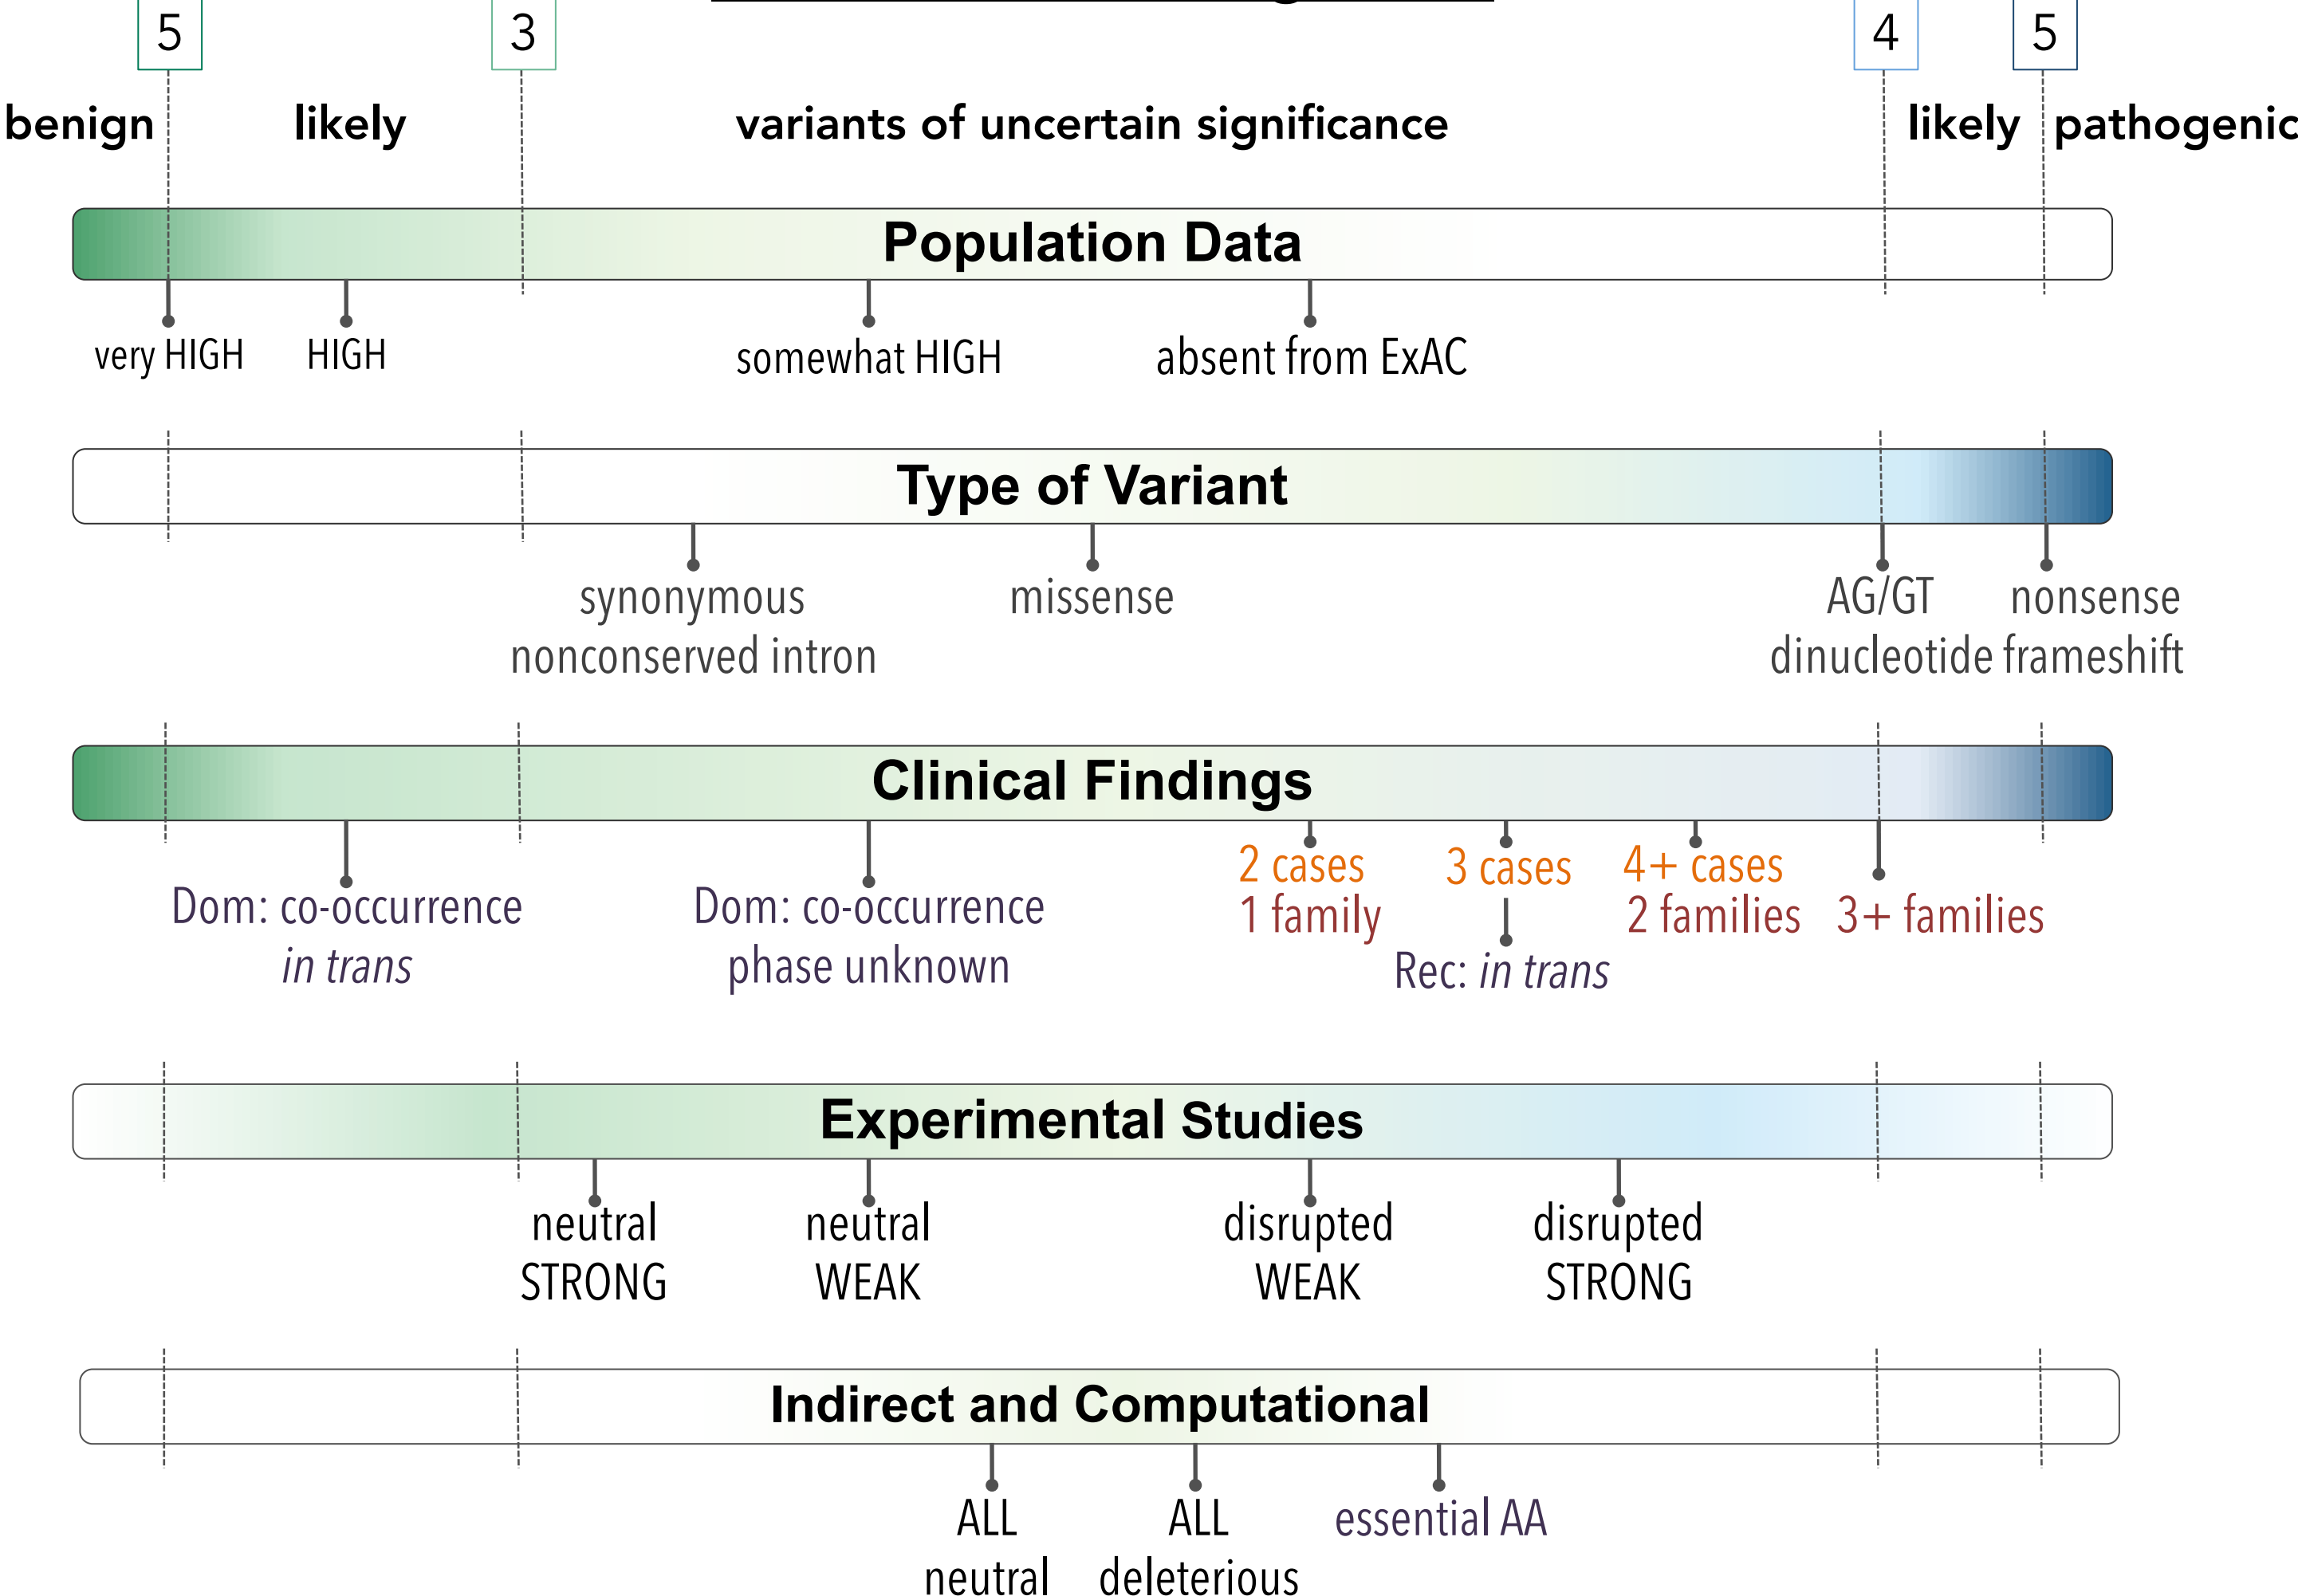 5 3 4 5
benign likely variants of uncertain significance likely pathogenic
Population Data
very HIGH HIGH somewhat HIGH absent from ExAC
Type of Variant
synonymous missense AG/GT nonsense
nonconserved intron dinucleotide frameshift
Clinical Findings
2 cases 3 cases 4+ cases
Dom: co-occurrence Dom: co-occurrence 1 family 2 families 3+ families
in trans phase unknown Rec: in trans
Experimental Studies
neutral neutral disrupted disrupted
STRONG WEAK WEAK STRONG
Indirect and Computational
ALL ALL essential AA
neutral deleterious